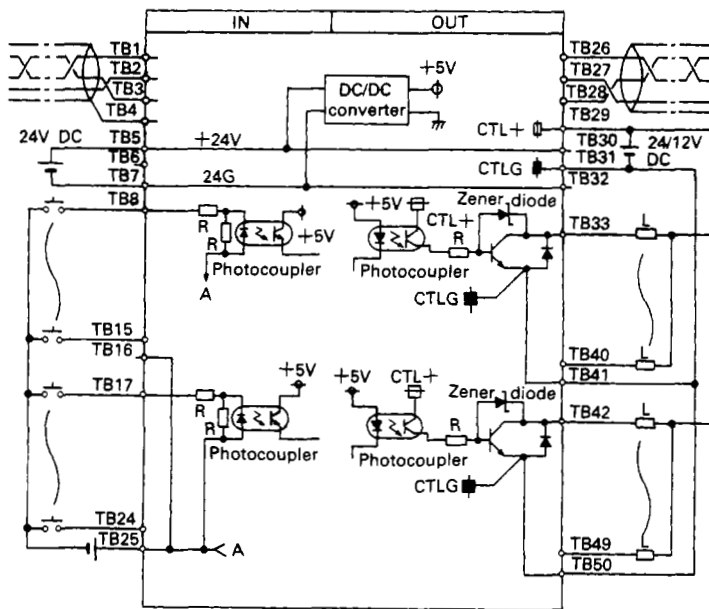 IN OUT
TB1
TB2
TB3
TB4
24V DC TB5
TB6
TB7
TB8
+24V
24G
DC/DC
converter
+5V
CTL+
CTLG
TB26
TB27
TB28
TB29
TB30
TB31
TB32
24/12V
DC
R
R
+5V
Photocoupler
A
CTL+
Photocoupler
R
Zener diode
CTLG
TB33
L
TB15
TB16
TB17
TB40
L
TB41
R
R
+5V
Photocoupler
+5V
CTL+
Photocoupler
R
Zener diode
CTLG
TB42
L
TB24
TB25
A
TB49
L
TB50